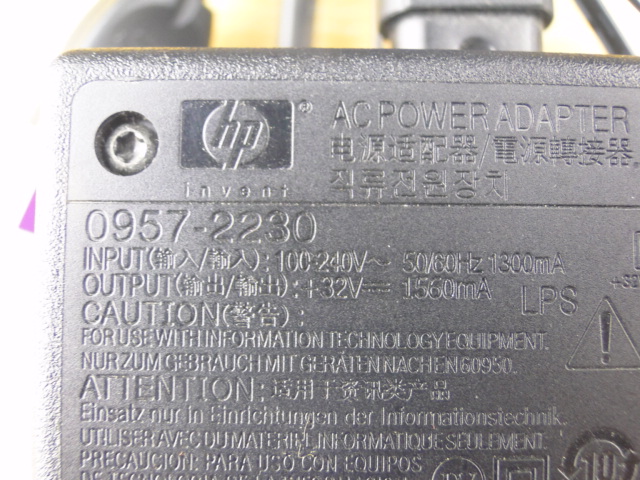 hp ®
invent
AC POWER ADAPTER
电源适配器/電源轉接器
직류전원장치
0957-2230
INPUT(输入/輸入): 100-240V~ 50/60Hz 1300mA
OUTPUT(输出/輸出): +32V⎓ 1560mA
LPS
CAUTION(警告):
FOR USE WITH INFORMATION TECHNOLOGY EQUIPMENT.
NUR ZUM GEBRAUCH MIT GERÄTEN NACH EN 60950.
ATTENTION: 适用于资讯类产品
Einsatz nur in Einrichtungen der Informationstechnik.
UTILISER AVEC DU MATERIEL INFORMATIQUE SEULEMENT.
PRECAUCION: PARA USO CON EQUIPOS